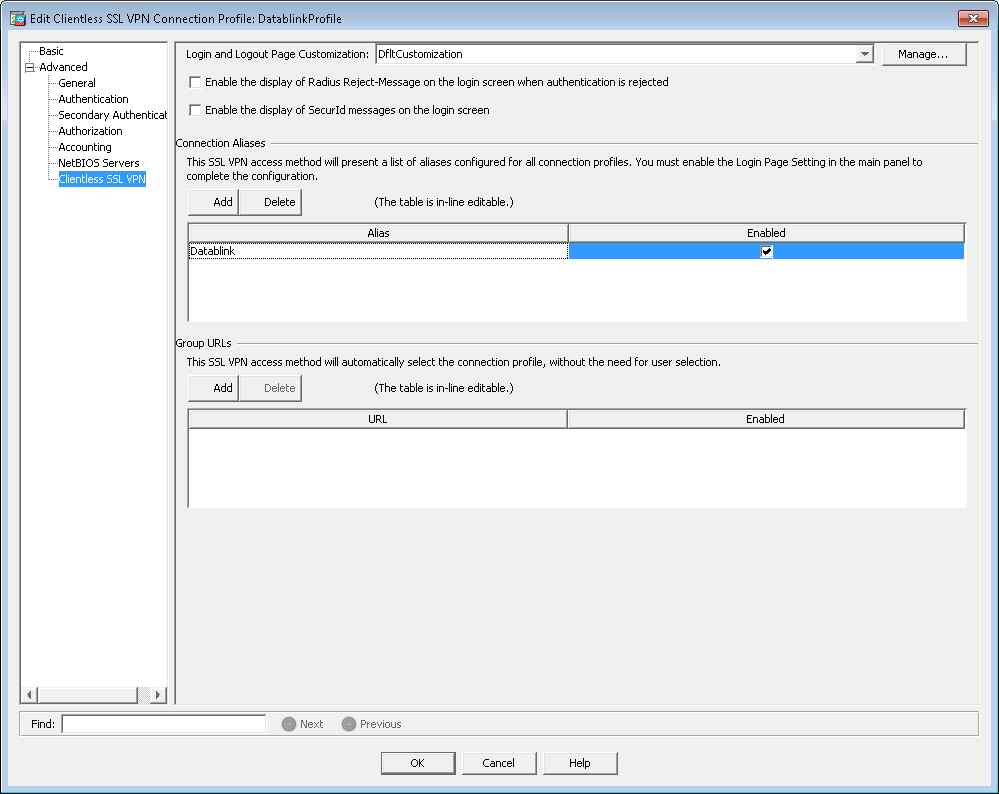 Edit Clientless SSL VPN Connection Profile: DatablinkProfile
Basic
Advanced
General
Authentication
Secondary Authenticat
Authorization
Accounting
NetBIOS Servers
Clientless SSL VPN
Login and Logout Page Customization: DfltCustomization Manage...
Enable the display of Radius Reject-Message on the login screen when authentication is rejected
Enable the display of SecurId messages on the login screen
Connection Aliases
This SSL VPN access method will present a list of aliases configured for all connection profiles. You must enable the Login Page Setting in the main panel to
complete the configuration.
Add Delete (The table is in-line editable.)
Alias Enabled
Datablink
Group URLs
This SSL VPN access method will automatically select the connection profile, without the need for user selection.
Add Delete (The table is in-line editable.)
URL Enabled
Find: Next Previous
OK Cancel Help